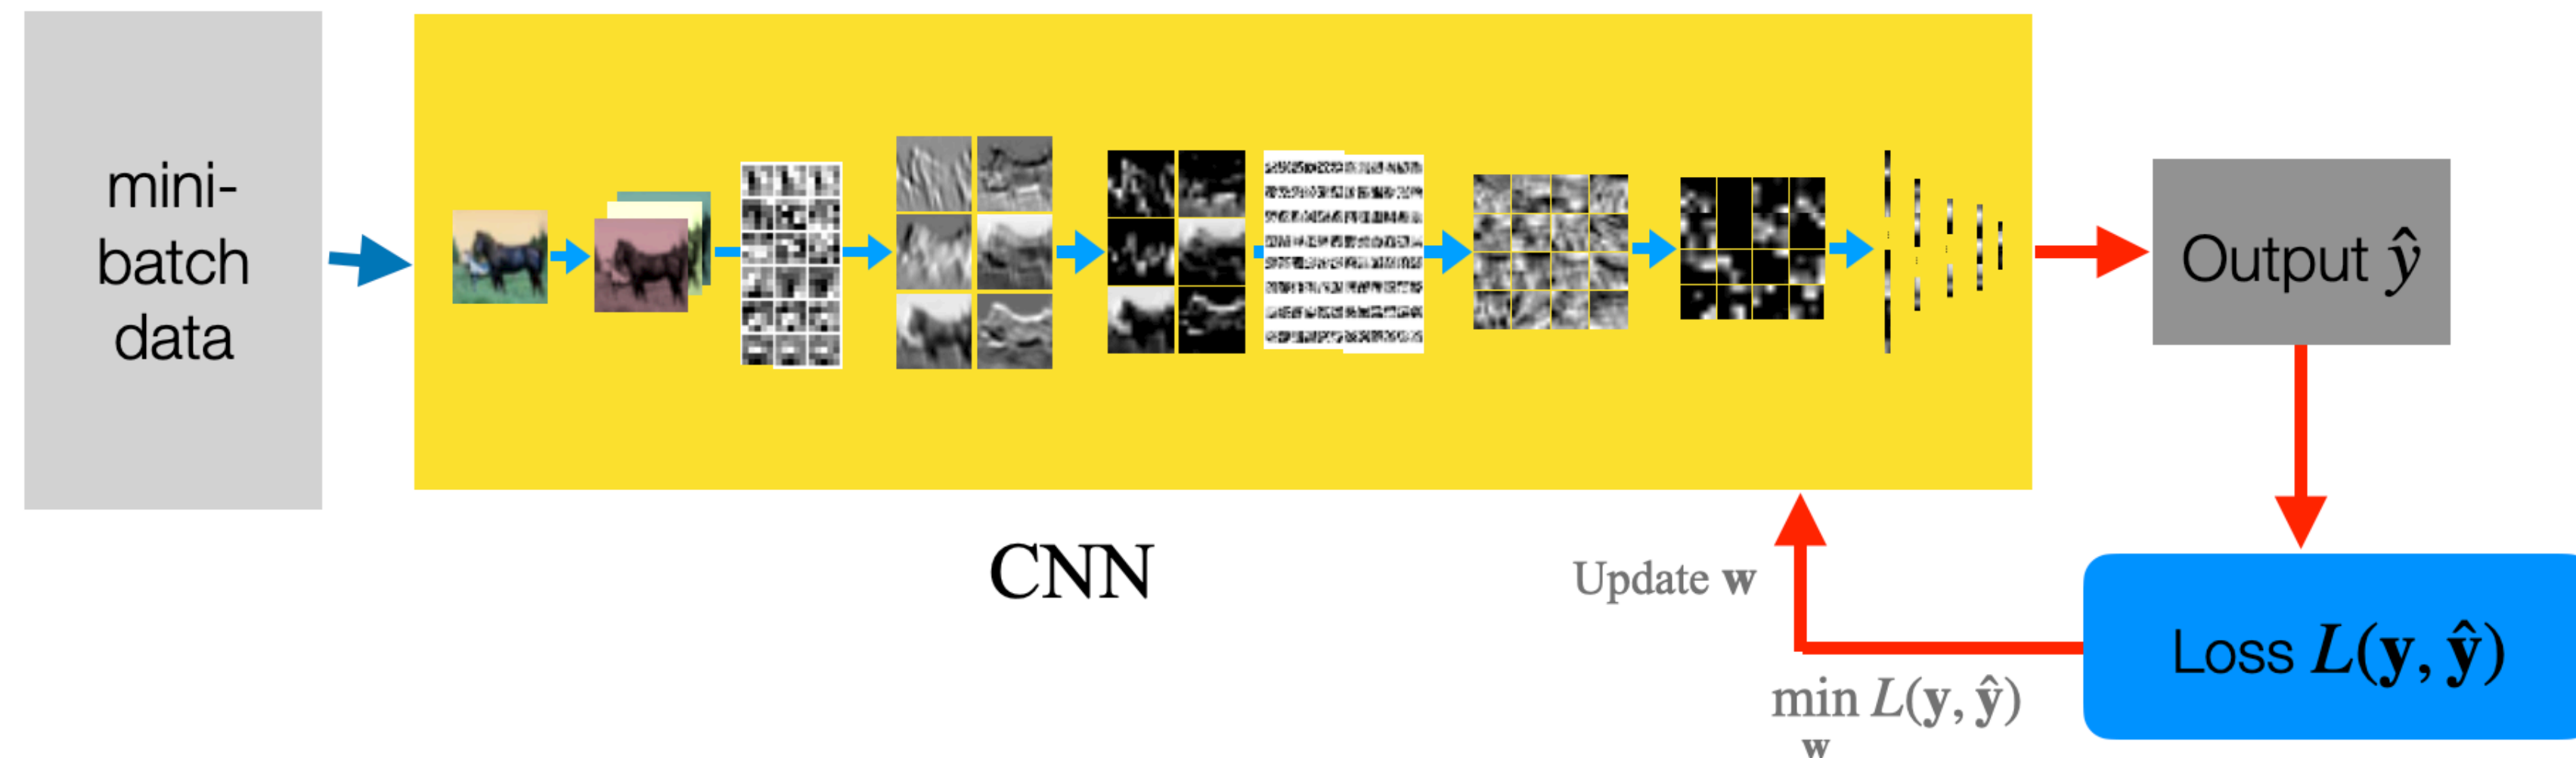 mini-
batch
data
CNN
Output ŷ
Update w
min L(y, ŷ)
w
Loss L(y, ŷ)